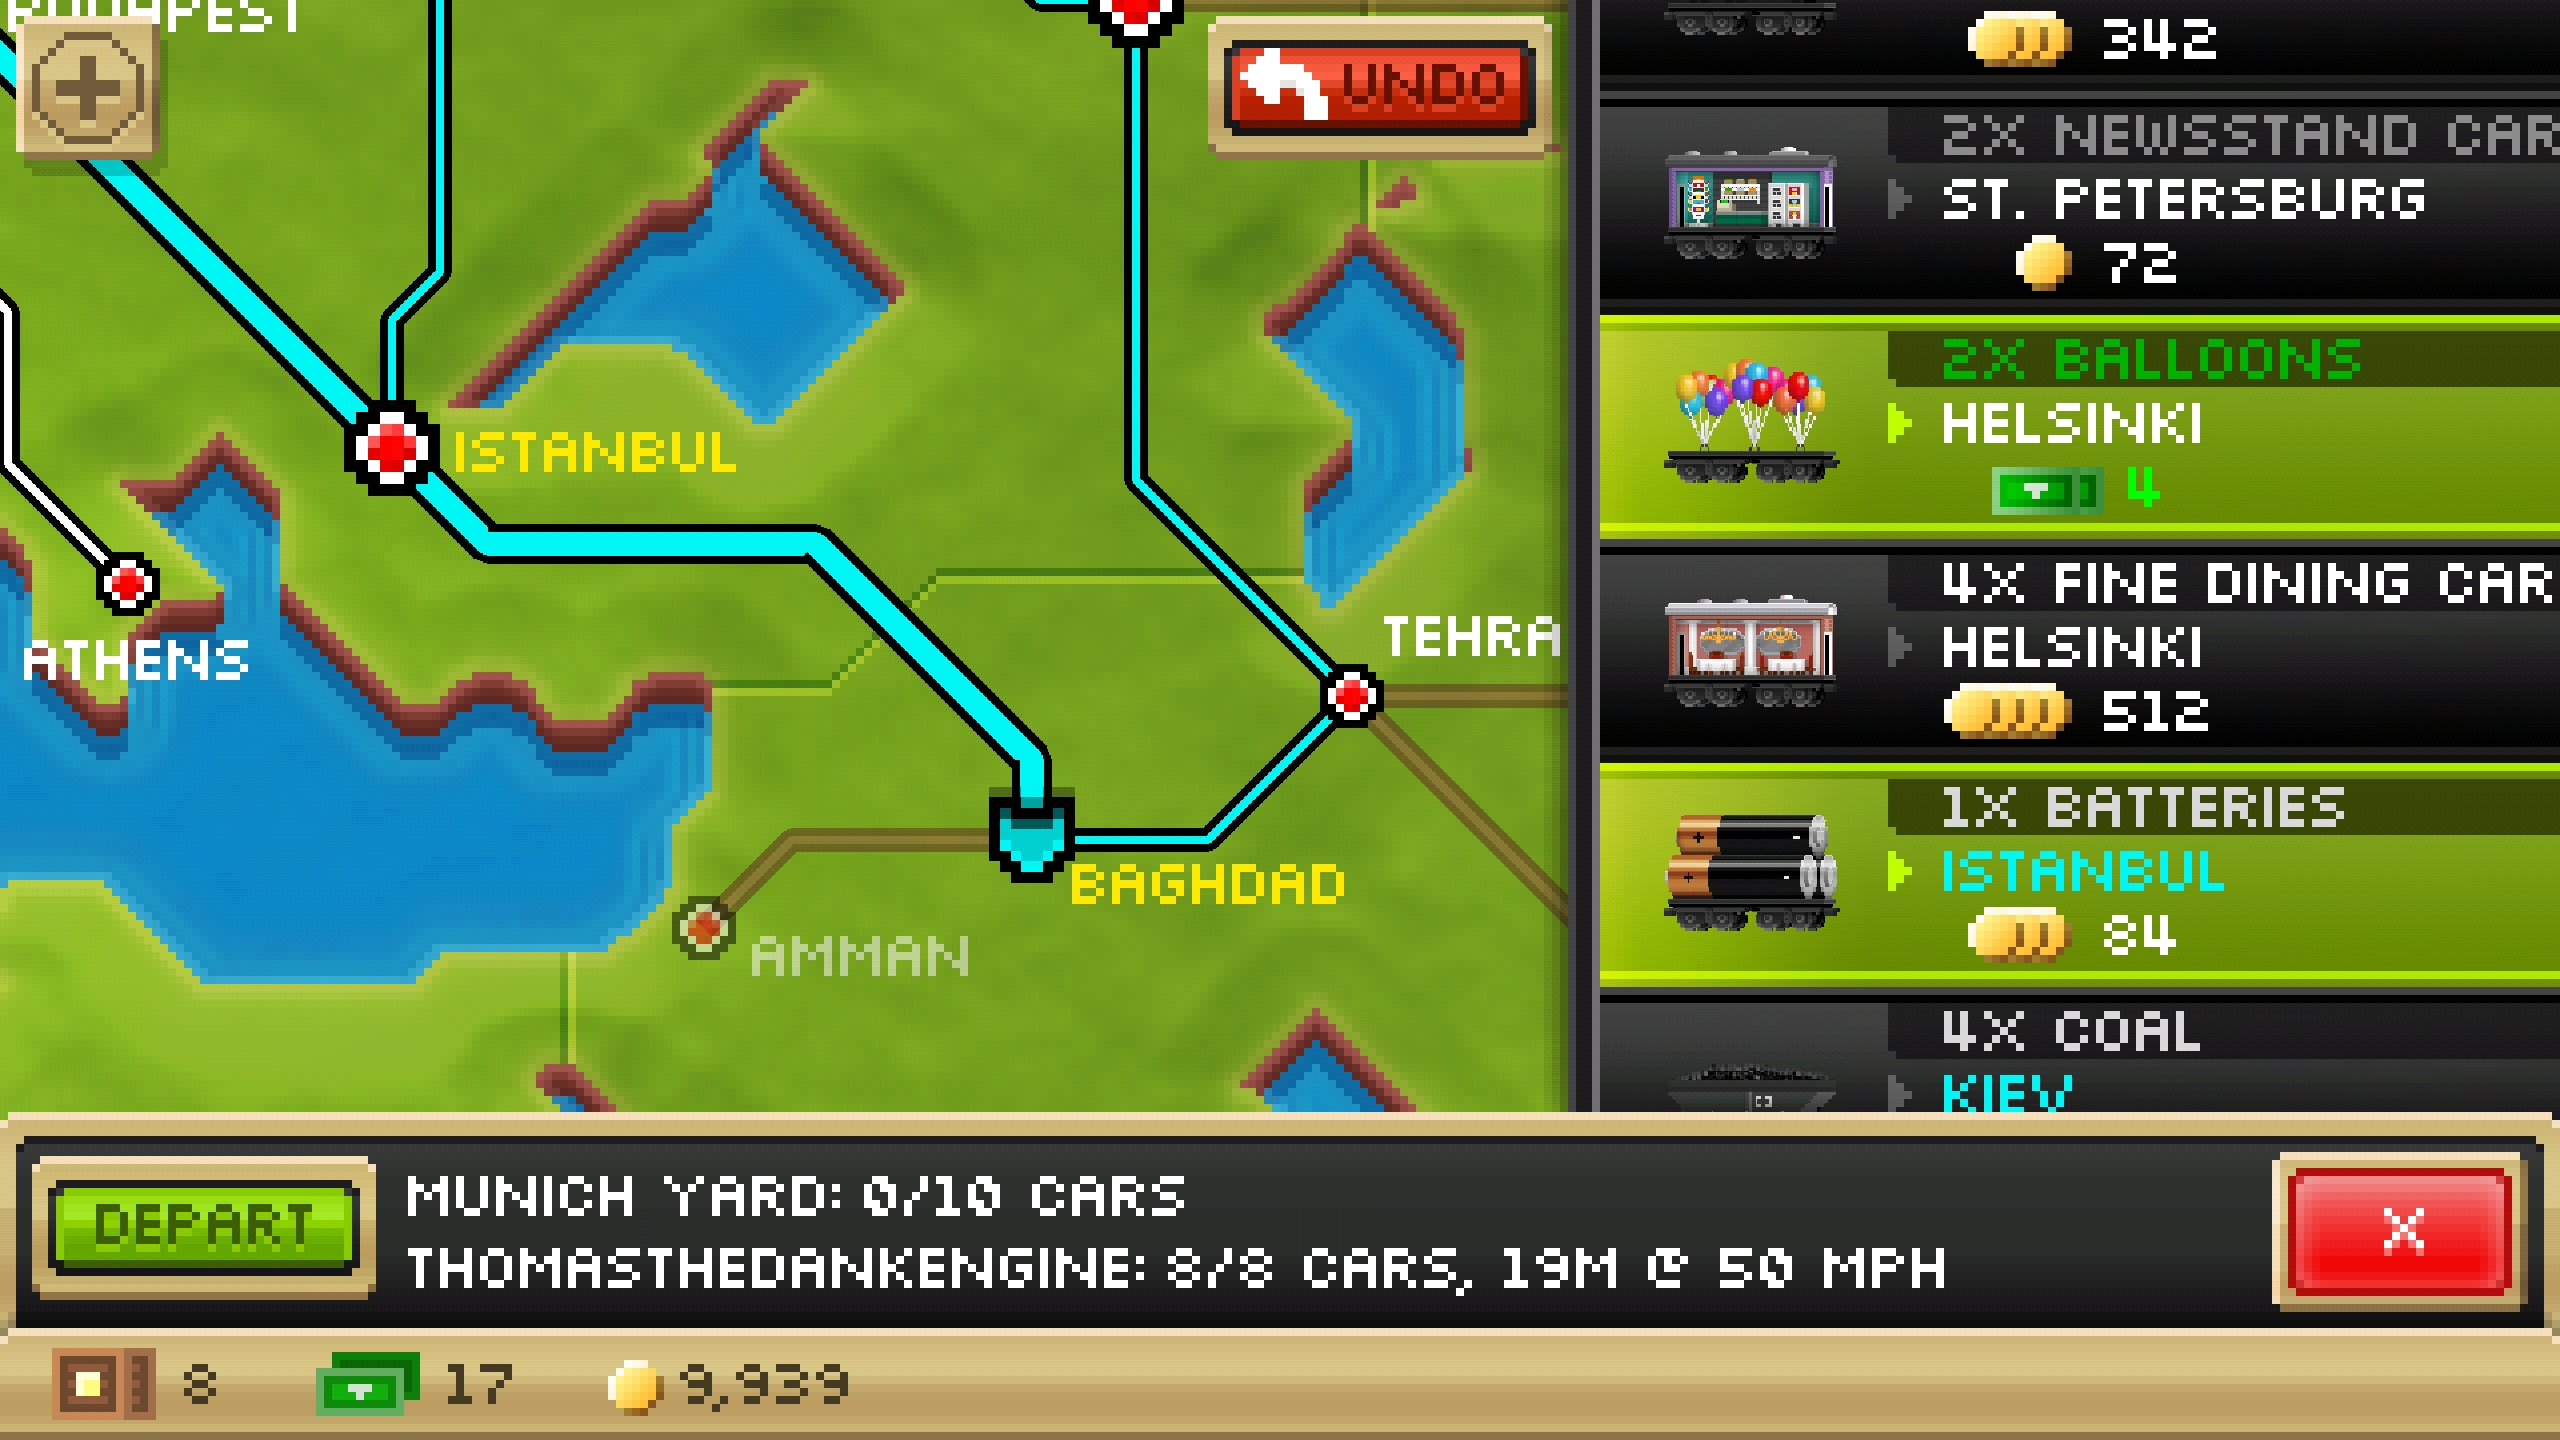 UNDO
ISTANBUL
ATHENS
TEHRA
BAGHDAD
AMMAN
342
2X NEWSSTAND CAR
ST. PETERSBURG
72
2X BALLOONS
HELSINKI
4
4X FINE DINING CAR
HELSINKI
512
1X BATTERIES
ISTANBUL
84
4X COAL
KIEV
DEPART
MUNICH YARD: 0/10 CARS
THOMASTHEDANKENGINE: 8/8 CARS, 19M @ 50 MPH
X
8
17
9,939